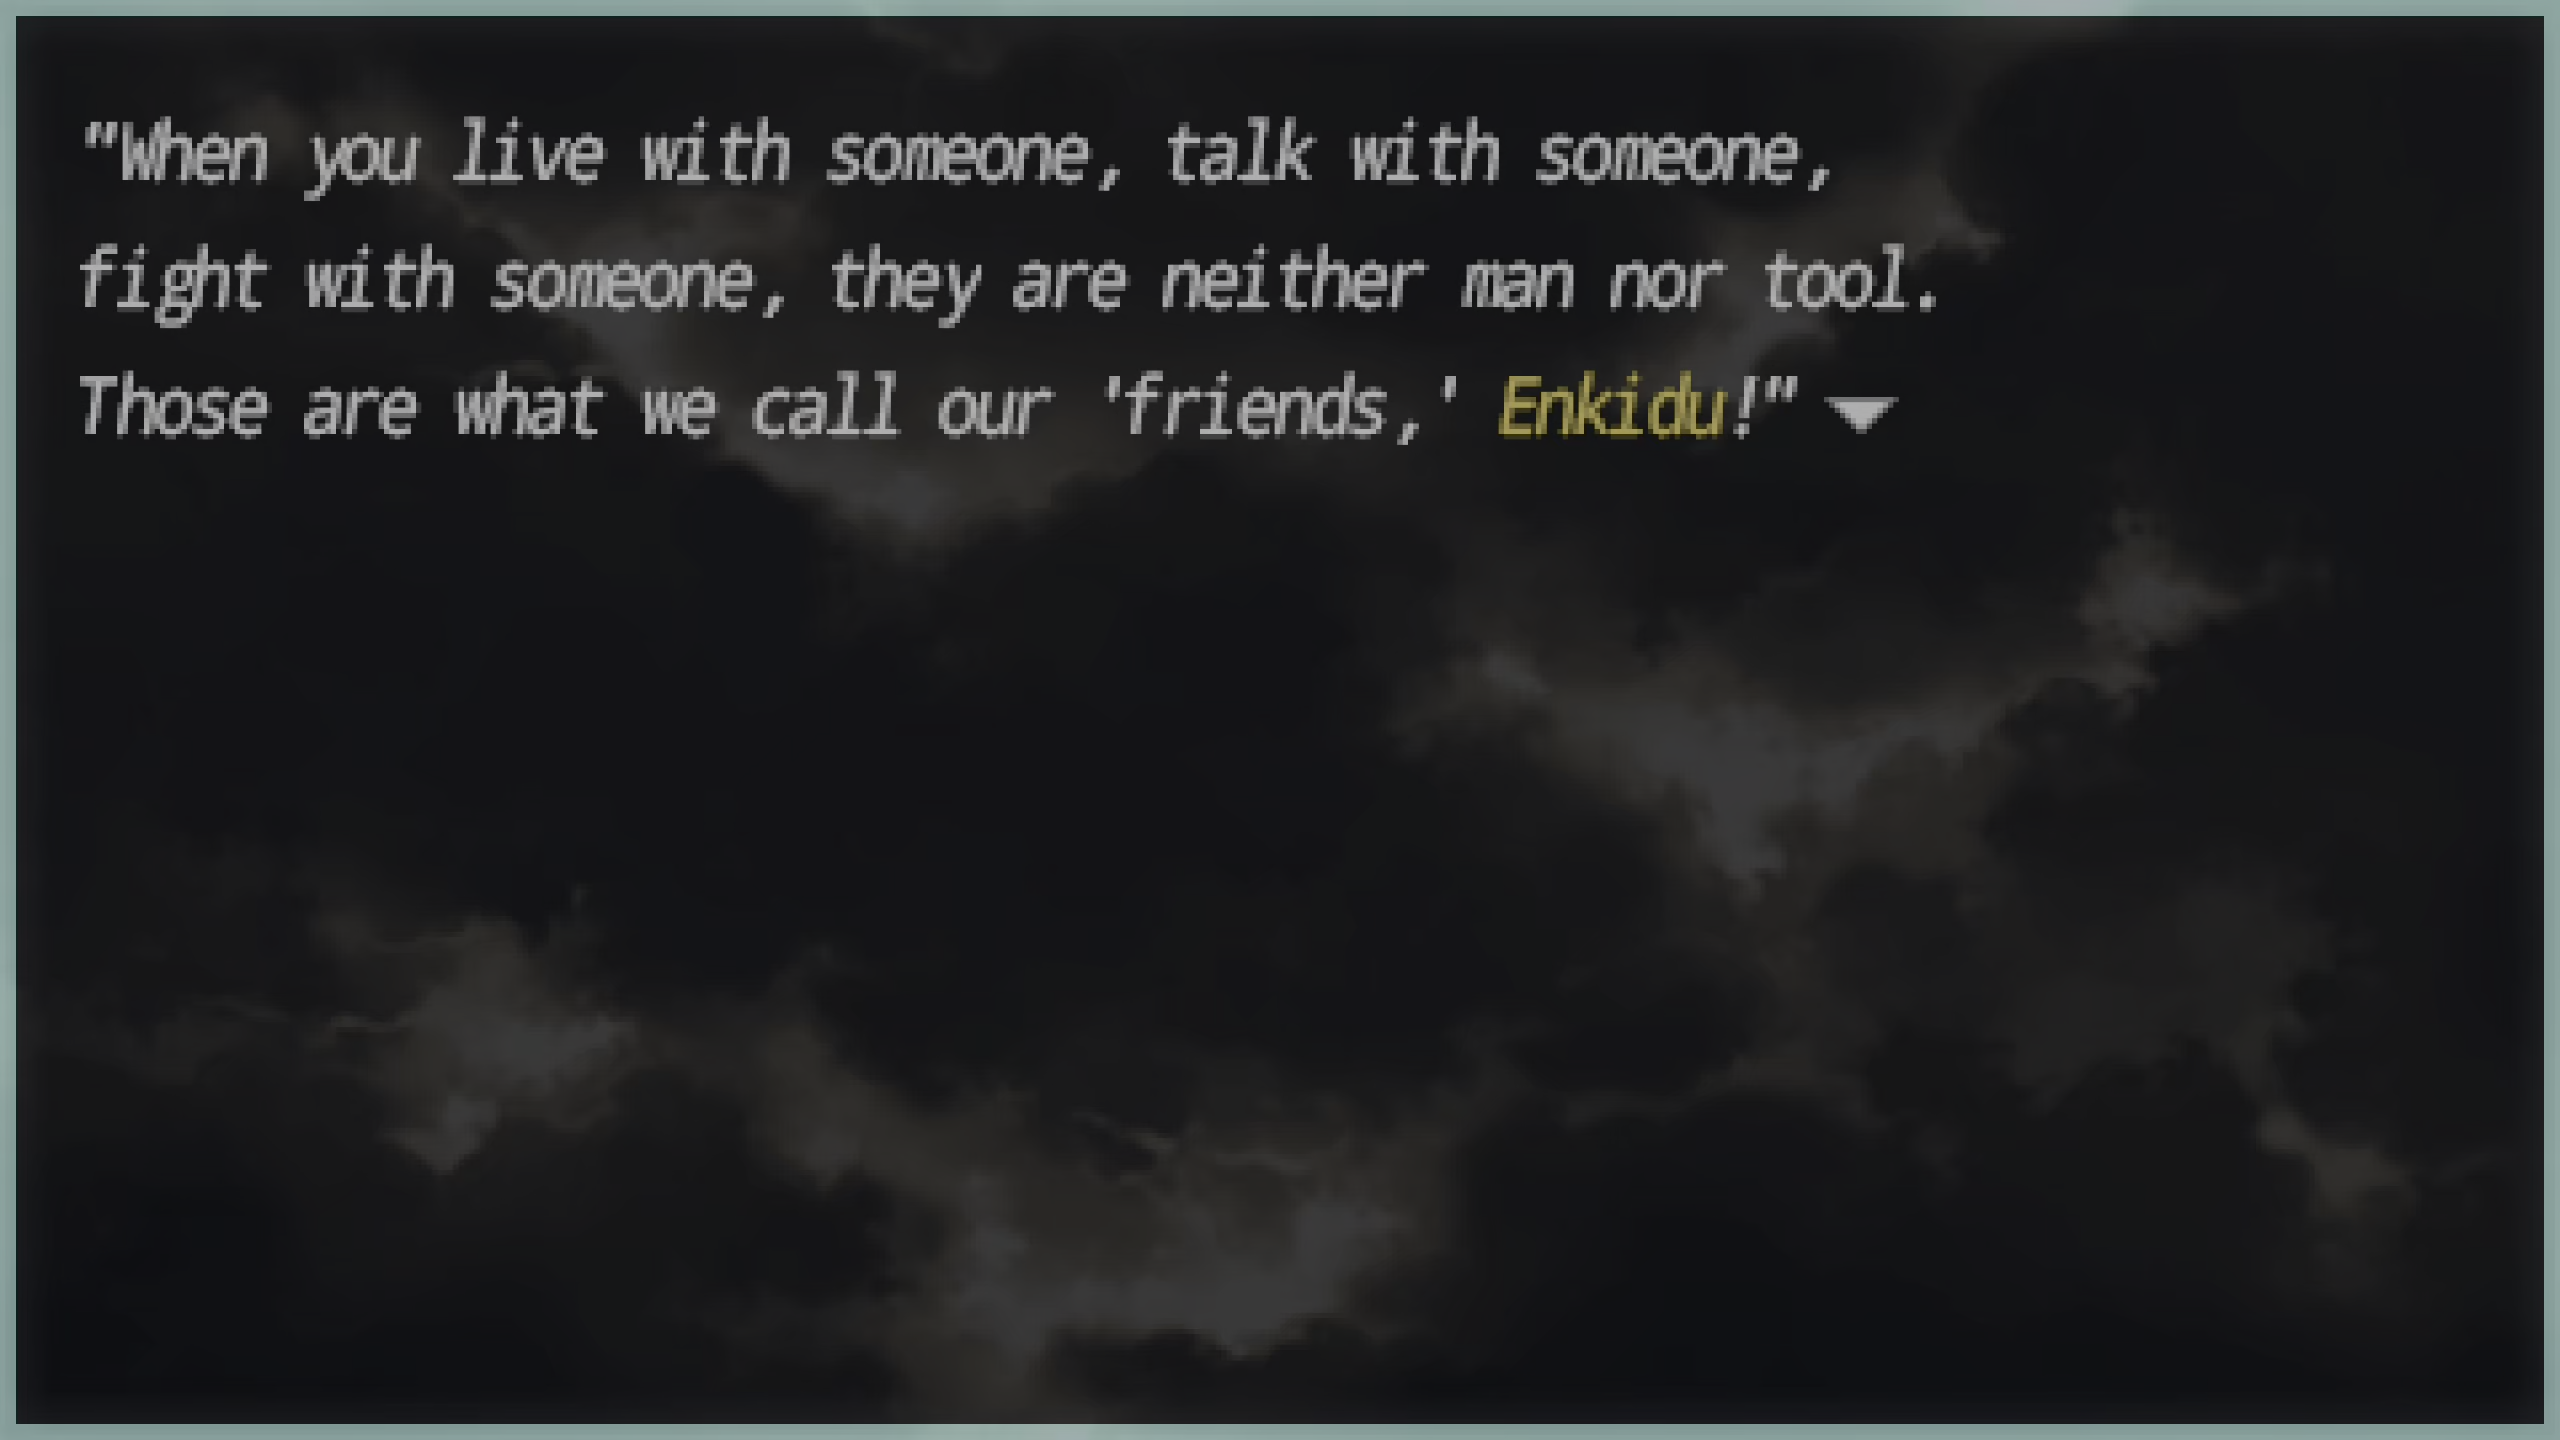 "When you live with someone, talk with someone,
fight with someone, they are neither man nor tool.
Those are what we call our 'friends,' Enkidu!"